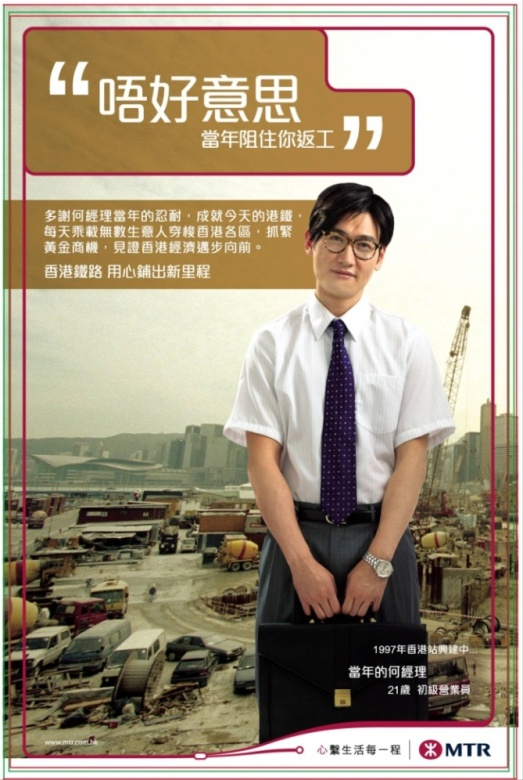 “唔好意思
當年阻住你返工”
多謝何經理當年的忍耐，成就今天的港鐵，
每天乘載無數生意人穿梭香港各區，抓緊
黃金商機，見證香港經濟邁步向前。
香港鐵路 用心鋪出新里程
1997年香港站興建中...
當年的何經理
21歲 初級營業員
www.mtr.com.hk
心繫生活每一程
MTR